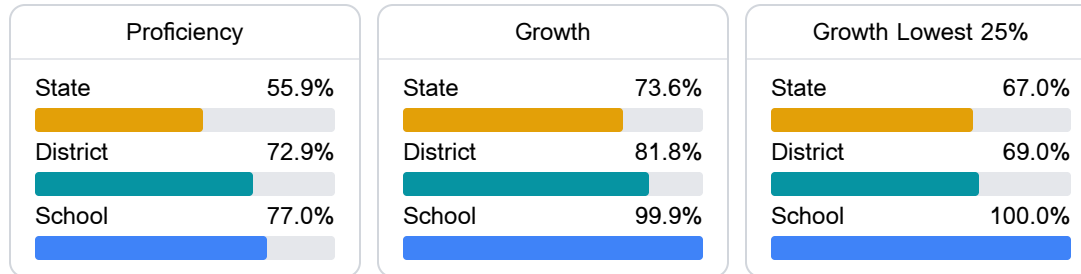 Proficiency
State 55.9%
District 72.9%
School 77.0%
Growth
State 73.6%
District 81.8%
School 99.9%
Growth Lowest 25%
State 67.0%
District 69.0%
School 100.0%